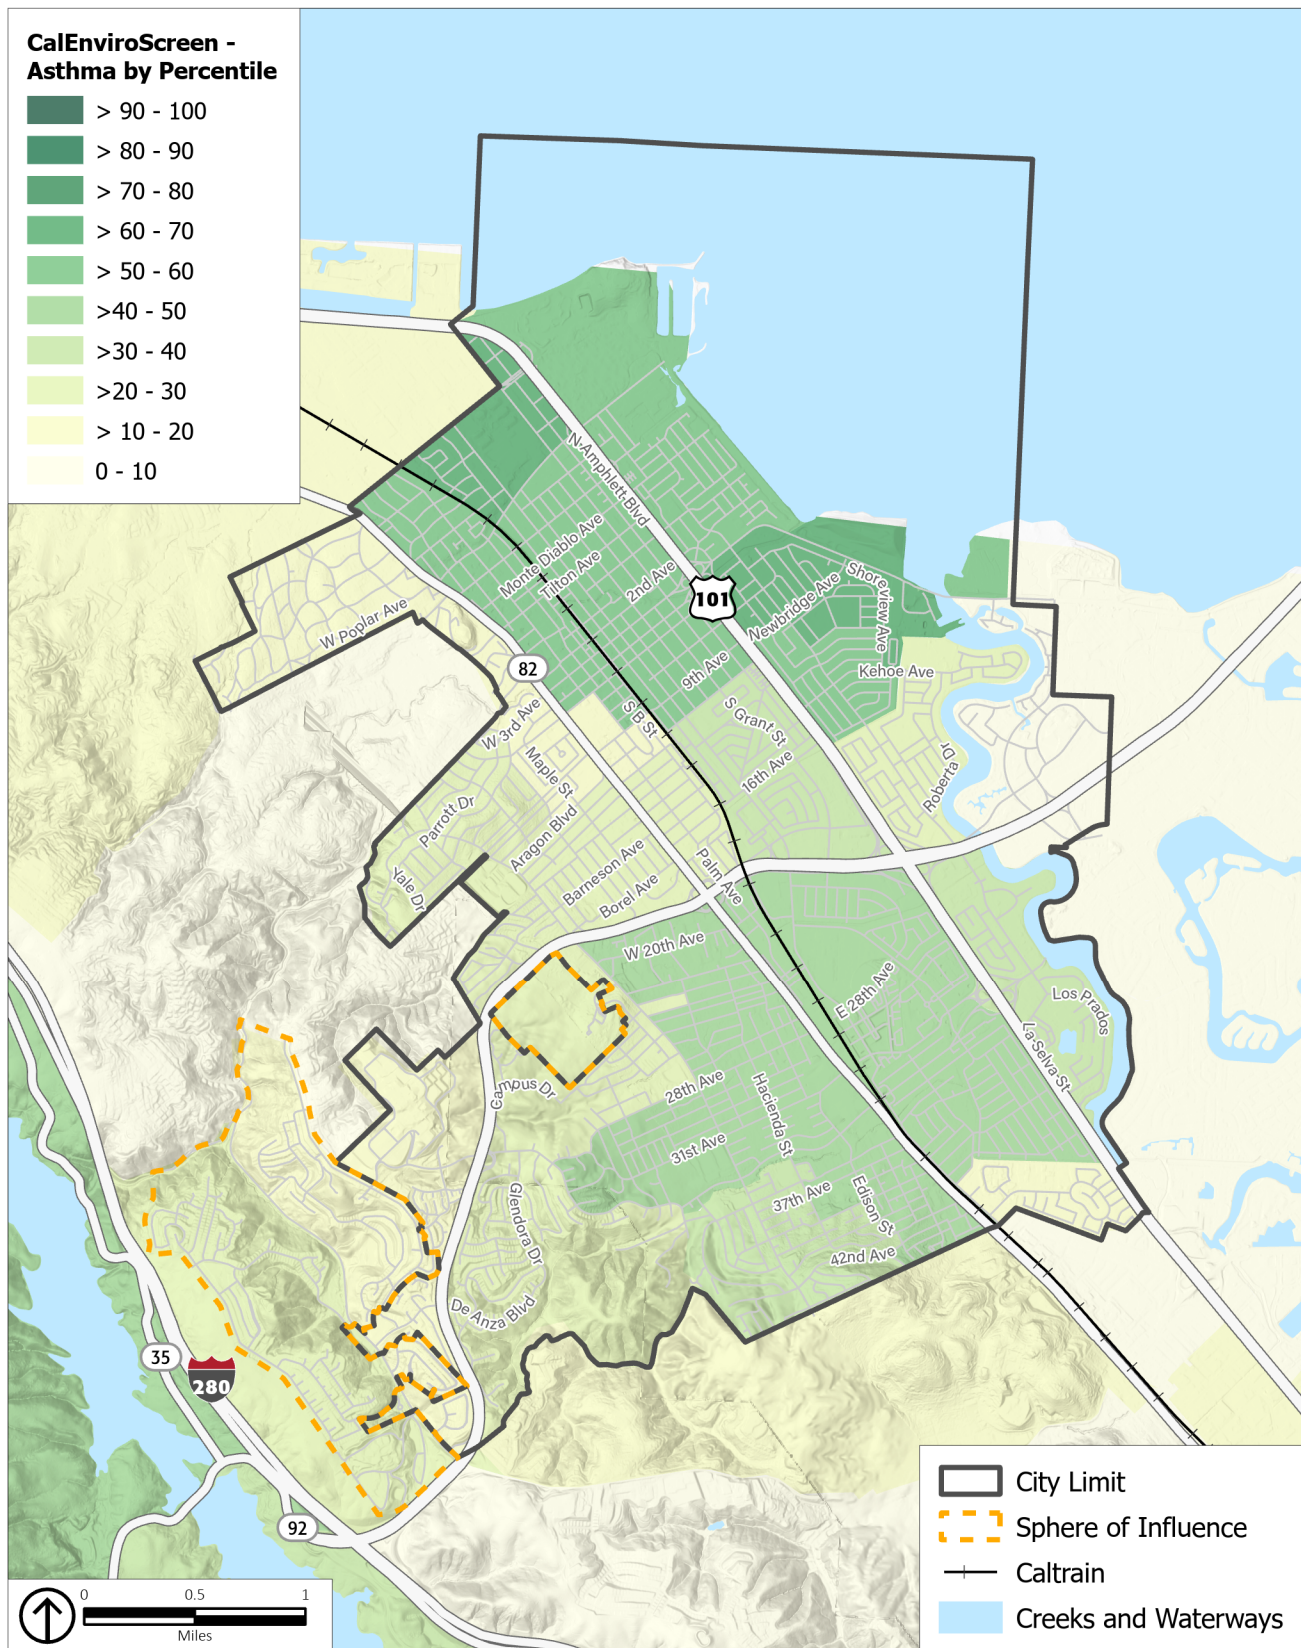 CalEnviroScreen -
Asthma by Percentile
> 90 - 100
> 80 - 90
> 70 - 80
> 60 - 70
> 50 - 60
>40 - 50
>30 - 40
>20 - 30
> 10 - 20
0 - 10
N Amphlett Blvd
Monte Diablo Ave
Tilton Ave
2nd Ave
101
Shoreview Ave
Newbridge Ave
W Poplar Ave
82
9th Ave
Kehoe Ave
S B St
S Grant St
W 3rd Ave
Maple St
16th Ave
Roberta Dr
Parrott Dr
Aragon Blvd
Barneson Ave
Palm Ave
Yale Dr
Borel Ave
W 20th Ave
E 28th Ave
Los Prados
La Selva St
Campus Dr
28th Ave
Hacienda St
31st Ave
37th Ave
Edison St
Glendora Dr
42nd Ave
De Anza Blvd
35
280
92
City Limit
Sphere of Influence
Caltrain
Creeks and Waterways
0 0.5 1
Miles